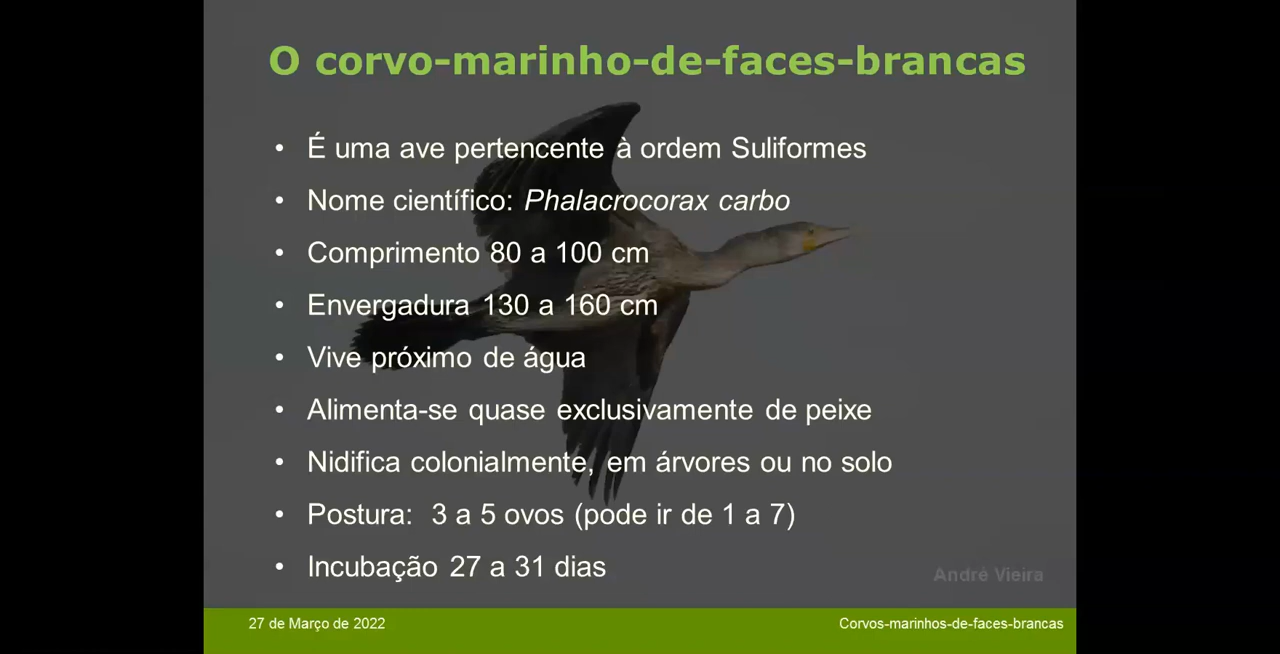 O corvo-marinho-de-faces-brancas
• É uma ave pertencente à ordem Suliformes
• Nome científico: Phalacrocorax carbo
• Comprimento 80 a 100 cm
• Envergadura 130 a 160 cm
• Vive próximo de água
• Alimenta-se quase exclusivamente de peixe
• Nidifica colonialmente, em árvores ou no solo
• Postura: 3 a 5 ovos (pode ir de 1 a 7)
• Incubação 27 a 31 dias
André Vieira
27 de Março de 2022
Corvos-marinhos-de-faces-brancas